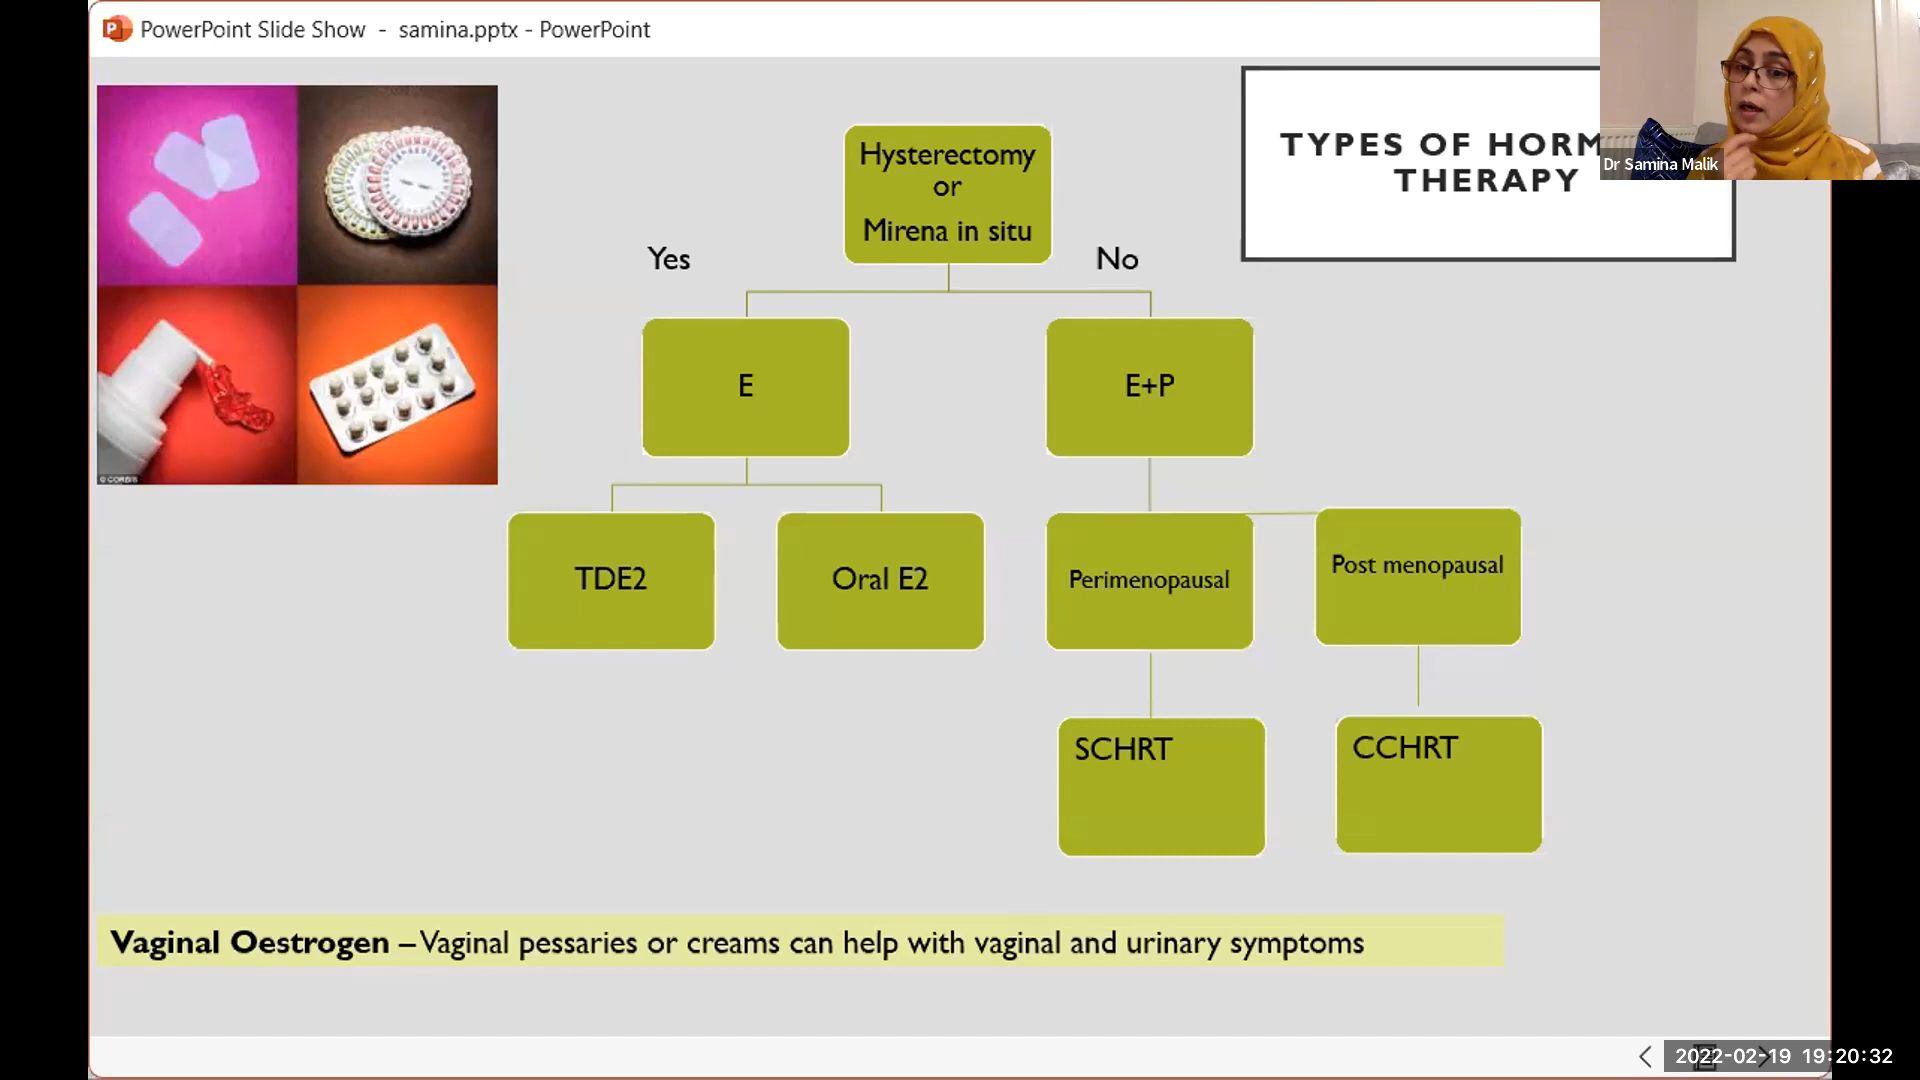 PowerPoint Slide Show - samina.pptx - PowerPoint
TYPES OF HORM
THERAPY
Dr Samina Malik
Hysterectomy
or
Mirena in situ
Yes
No
E
E+P
© CORBIS
TDE2
Oral E2
Perimenopausal
Post menopausal
SCHRT
CCHRT
Vaginal Oestrogen – Vaginal pessaries or creams can help with vaginal and urinary symptoms
2022-02-19 19:20:32